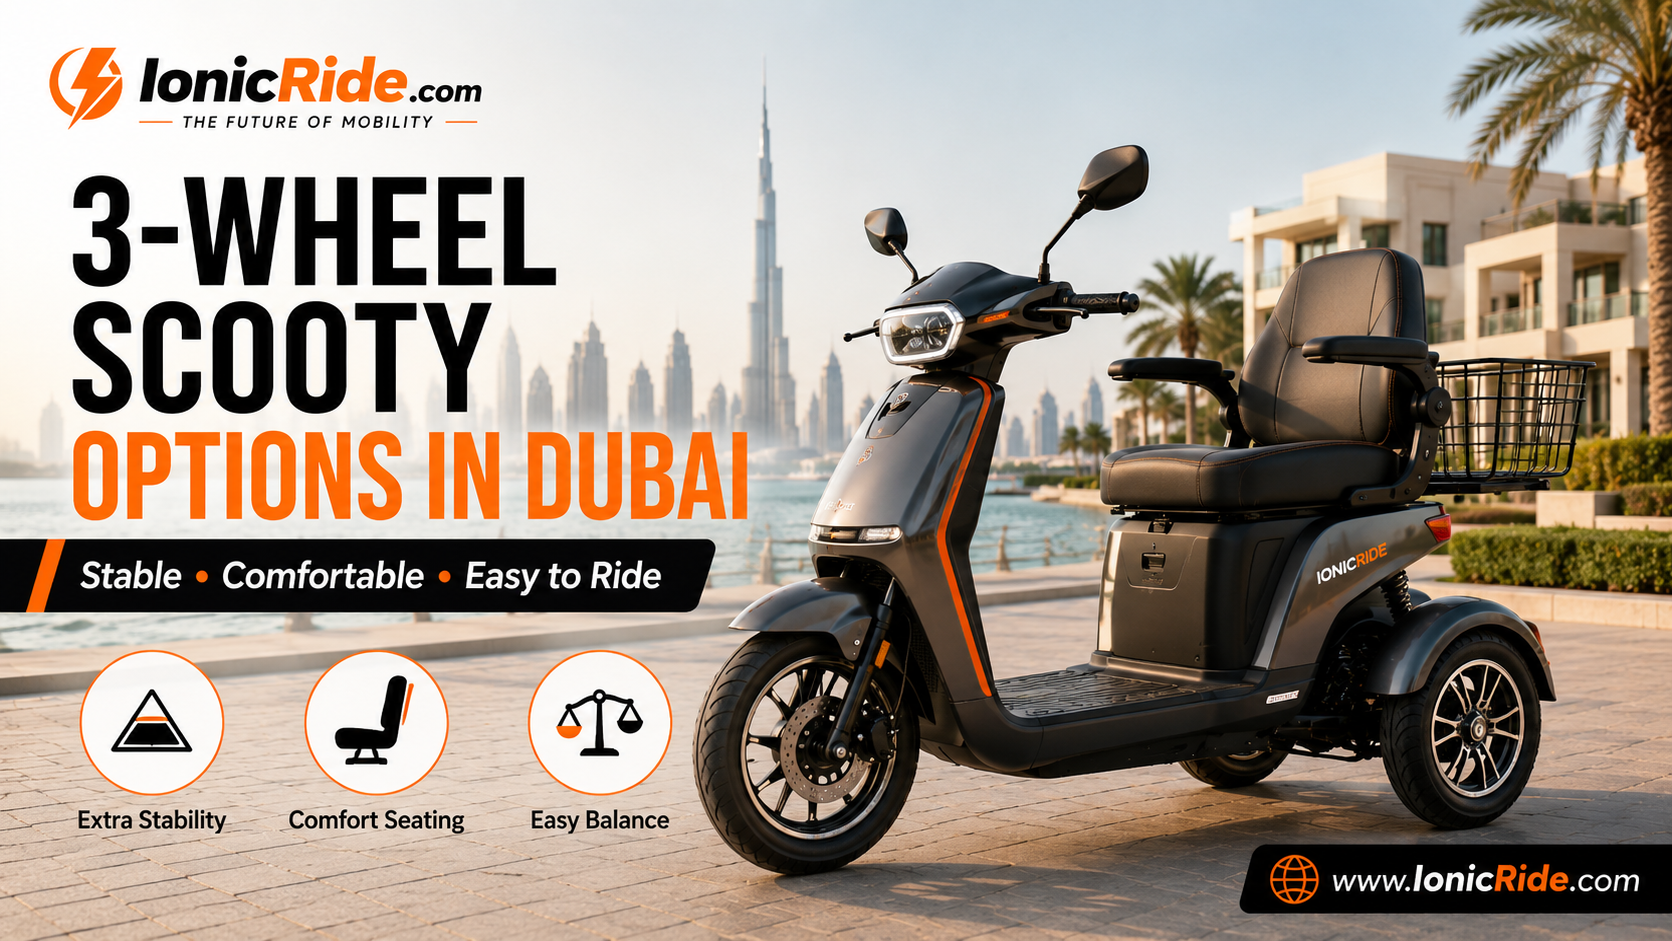 IonicRide.com
THE FUTURE OF MOBILITY
3-WHEEL
SCOOTY
OPTIONS IN DUBAI
Stable • Comfortable • Easy to Ride
Extra Stability
Comfort Seating
Easy Balance
IONICRIDE
www.IonicRide.com